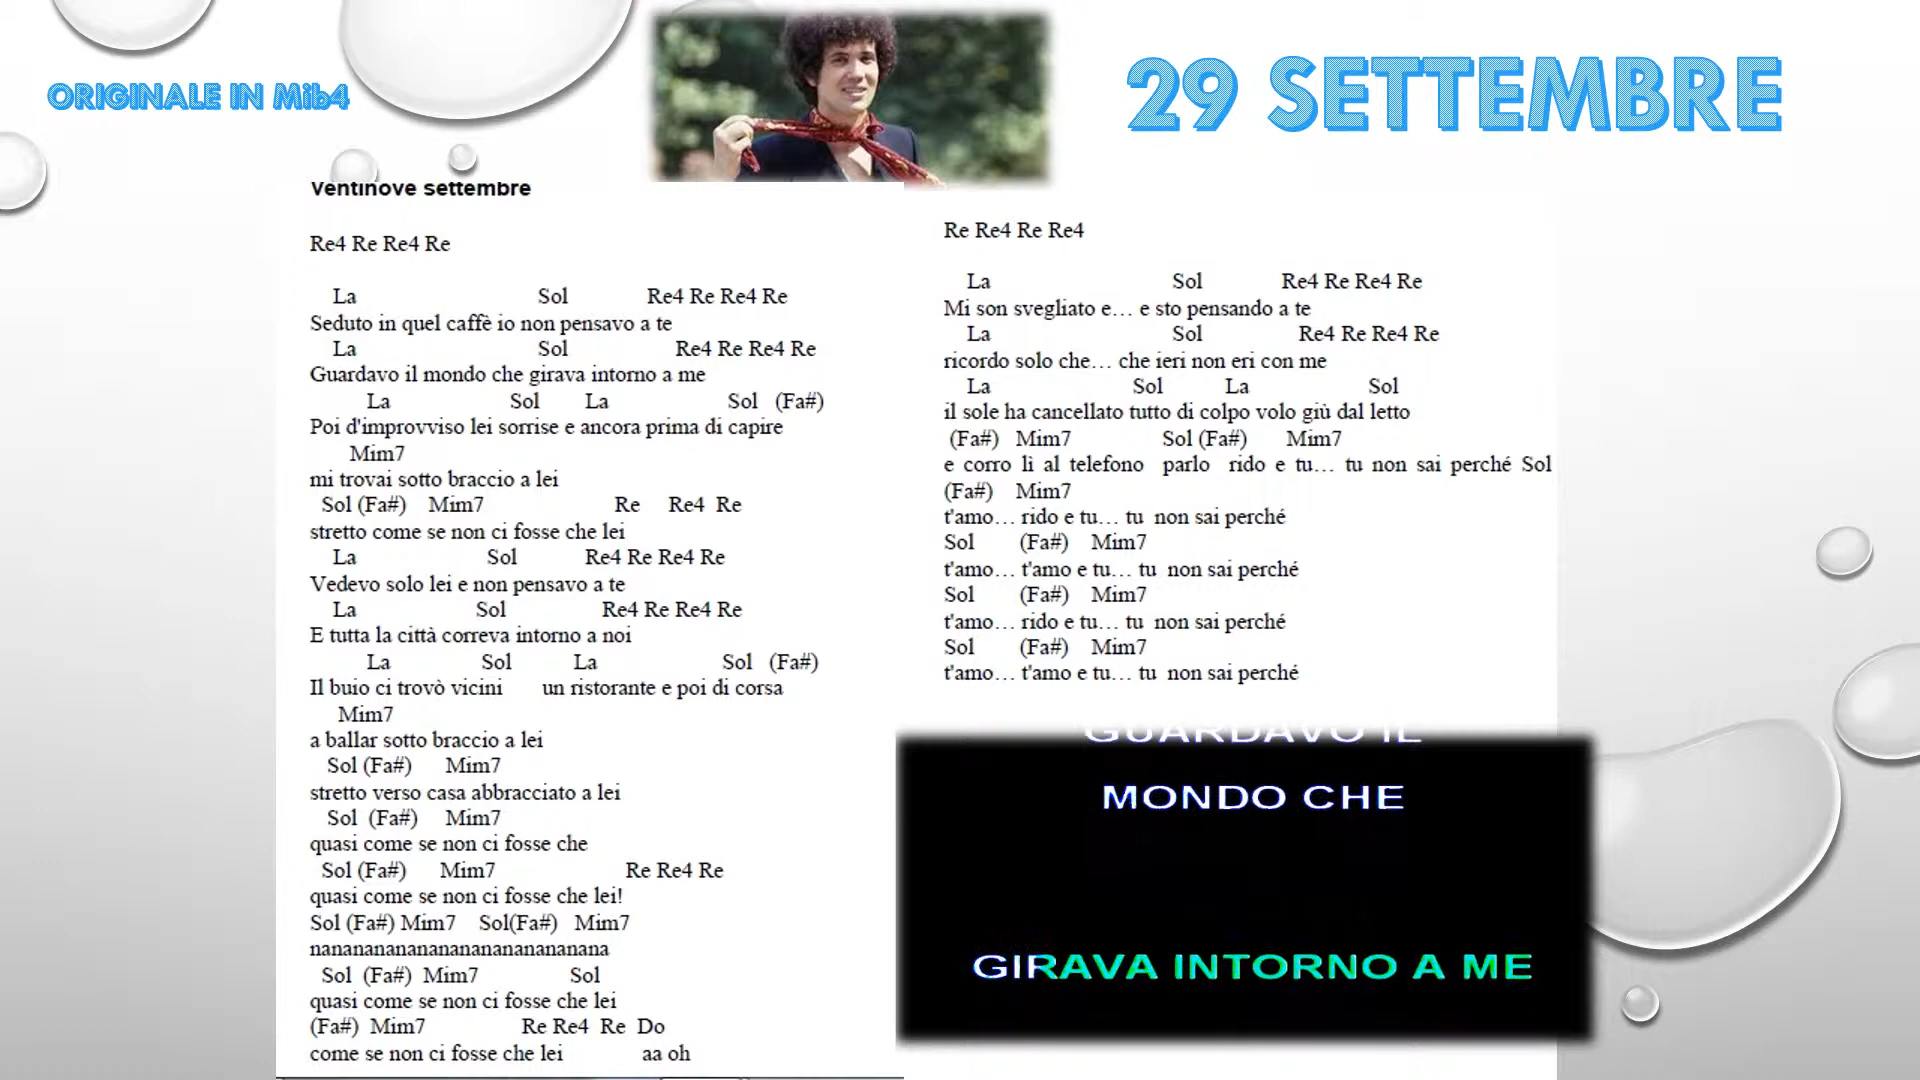 ORIGINALE IN Mib4
29 SETTEMBRE
Ventinove settembre
Re4 Re Re4 Re
La Sol Re4 Re Re4 Re
Seduto in quel caffè io non pensavo a te
La Sol Re4 Re Re4 Re
Guardavo il mondo che girava intorno a me
La Sol La Sol (Fa#)
Poi d'improvviso lei sorrise e ancora prima di capire
Mim7
mi trovai sotto braccio a lei
Sol (Fa#) Mim7 Re Re4 Re
stretto come se non ci fosse che lei
La Sol Re4 Re Re4 Re
Vedevo solo lei e non pensavo a te
La Sol Re4 Re Re4 Re
E tutta la città correva intorno a noi
La Sol La Sol (Fa#)
Il buio ci trovò vicini un ristorante e poi di corsa
Mim7
a ballar sotto braccio a lei
Sol (Fa#) Mim7
stretto verso casa abbracciato a lei
Sol (Fa#) Mim7
quasi come se non ci fosse che
Sol (Fa#) Mim7 Re Re4 Re
quasi come se non ci fosse che lei!
Sol (Fa#) Mim7 Sol(Fa#) Mim7
nananananananananananananana
Sol (Fa#) Mim7 Sol
quasi come se non ci fosse che lei
(Fa#) Mim7 Re Re4 Re Do
come se non ci fosse che lei aa oh
Re Re4 Re Re4
La Sol Re4 Re Re4 Re
Mi son svegliato e… e sto pensando a te
La Sol Re4 Re Re4 Re
ricordo solo che… che ieri non eri con me
La Sol La Sol
il sole ha cancellato tutto di colpo volo giù dal letto
(Fa#) Mim7 Sol (Fa#) Mim7
e corro lì al telefono parlo rido e tu… tu non sai perché Sol
(Fa#) Mim7
t'amo… rido e tu… tu non sai perché
Sol (Fa#) Mim7
t'amo… t'amo e tu… tu non sai perché
Sol (Fa#) Mim7
t'amo… rido e tu… tu non sai perché
Sol (Fa#) Mim7
t'amo… t'amo e tu… tu non sai perché
GUARDAVO IL
MONDO CHE
GIRAVA INTORNO A ME